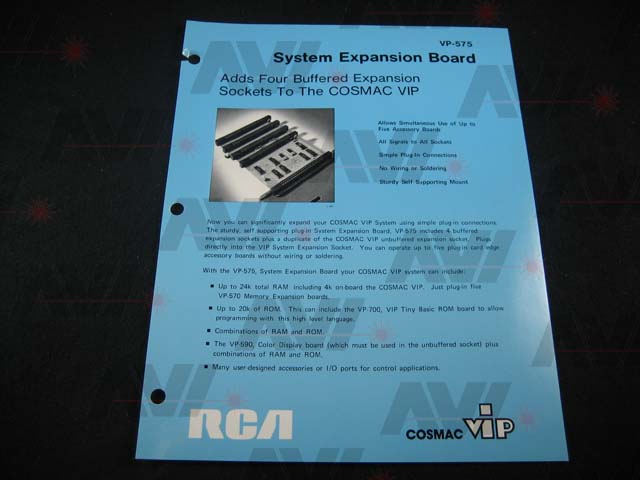 VP-575
System Expansion Board
Adds Four Buffered Expansion
Sockets To The COSMAC VIP
Allows Simultaneous Use of Up to
Five Accessory Boards
All Signals to All Sockets
Simple Plug-In Connections
No Wiring or Soldering
Sturdy Self Supporting Mount
Now you can significantly expand your COSMAC VIP System using simple plug-in connections.
The sturdy, self supporting plug-in System Expansion Board, VP-575 includes 4 buffered
expansion sockets plus a duplicate of the COSMAC VIP unbuffered expansion socket. Plugs
directly into the VIP System Expansion Socket. You can operate up to five plug-in card edge
accessory boards without wiring or soldering.
With the VP-575, System Expansion Board your COSMAC VIP system can include:
■ Up to 24k total RAM including 4k on-board the COSMAC VIP. Just plug-in five
VP-570 Memory Expansion boards.
■ Up to 20k of ROM. This can include the VP-700, VIP Tiny Basic ROM board to allow
programming with this high level language.
■ Combinations of RAM and ROM.
■ The VP-590, Color Display board (which must be used in the unbuffered socket) plus
combinations of RAM and ROM.
■ Many user-designed accessories or I/O ports for control applications.
RCA
COSMAC VIP
AVI